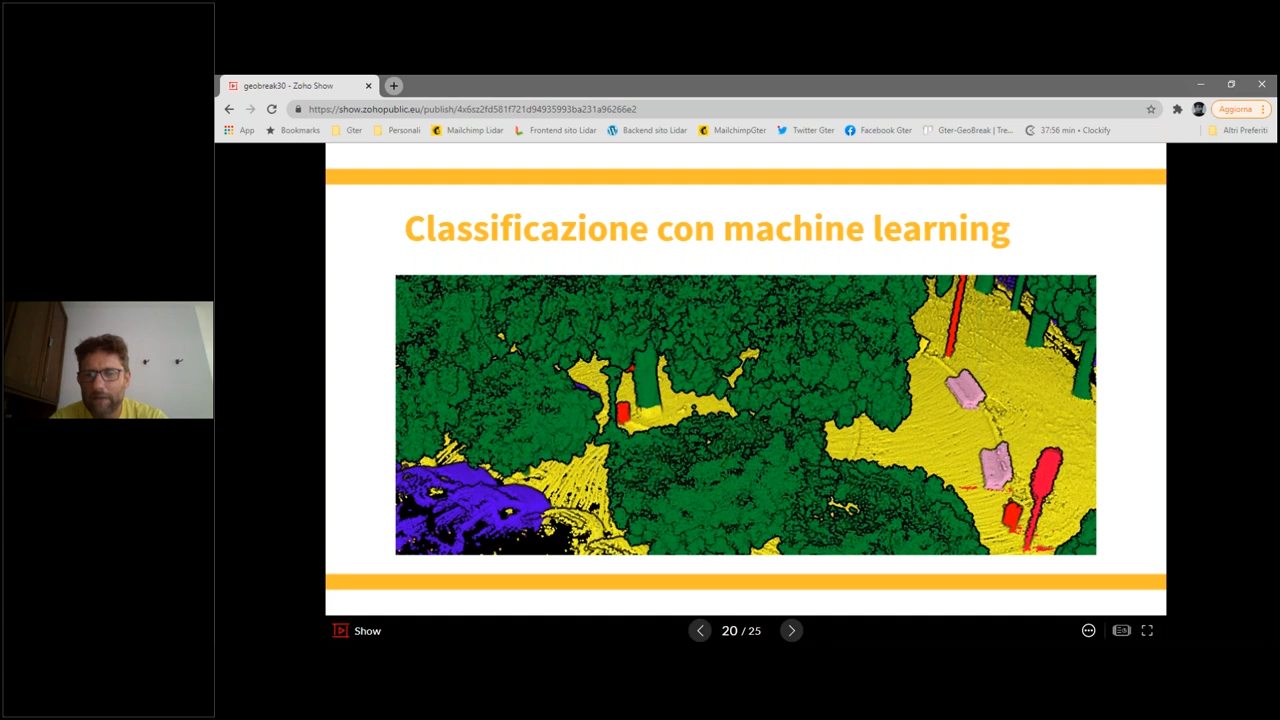 geobreak30 - Zoho Show
https://show.zohopublic.eu/publish/4x6sz2fd581f721d94935993ba231a96266e2
Aggiorna
App Bookmarks Gter Personali Mailchimp Lidar Frontend sito Lidar Backend sito Lidar MailchimpGter Twitter Gter Facebook Gter Gter-GeoBreak | Tre... 37:56 min • Clockify Altri Preferiti
Classificazione con machine learning
Show
20 / 25